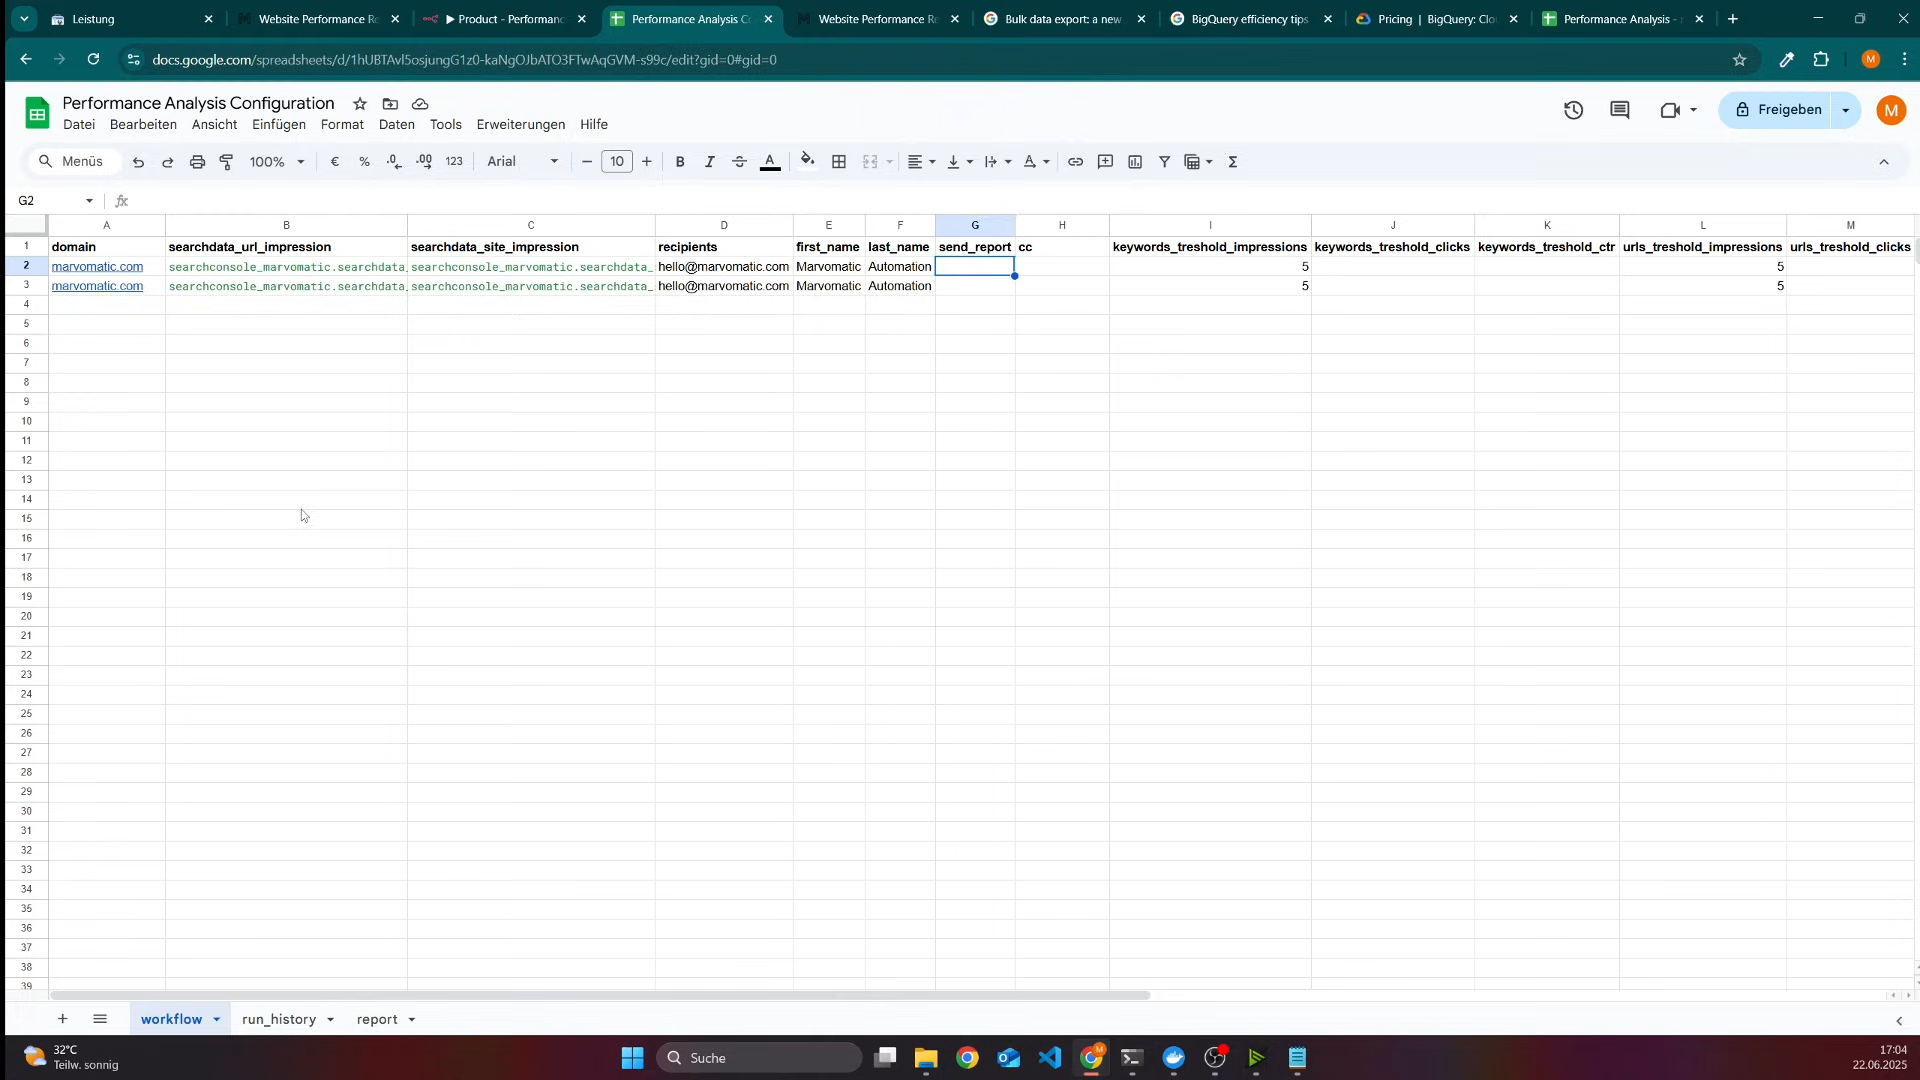 Leistung
Website Performance Re
Product - Performanc
Performance Analysis Co
Website Performance Re
Bulk data export: a new
BigQuery efficiency tips
Pricing | BigQuery: Clou
Performance Analysis -
docs.google.com/spreadsheets/d/1hUBTAvl5osjungG1z0-kaNgOJbATO3FTwAqGVM-s99c/edit?gid=0#gid=0
M
Performance Analysis Configuration
Datei Bearbeiten Ansicht Einfügen Format Daten Tools Erweiterungen Hilfe
Freigeben
M
Menüs 100% € % .0 .00 123 Arial 10 B I S A
G2 fx
A B C D E F G H I J K L M
1 domain searchdata_url_impression searchdata_site_impression recipients first_name last_name send_report cc keywords_treshold_impressions keywords_treshold_clicks keywords_treshold_ctr urls_treshold_impressions urls_treshold_clicks
2 marvomatic.com searchconsole_marvomatic.searchdata_ searchconsole_marvomatic.searchdata_ hello@marvomatic.com Marvomatic Automation 5 5
3 marvomatic.com searchconsole_marvomatic.searchdata_ searchconsole_marvomatic.searchdata_ hello@marvomatic.com Marvomatic Automation 5 5
4
5
6
7
8
9
10
11
12
13
14
15
16
17
18
19
20
21
22
23
24
25
26
27
28
29
30
31
32
33
34
35
36
37
38
39
workflow run_history report
32°C
Teilw. sonnig
Suche
17:04
22.06.2025